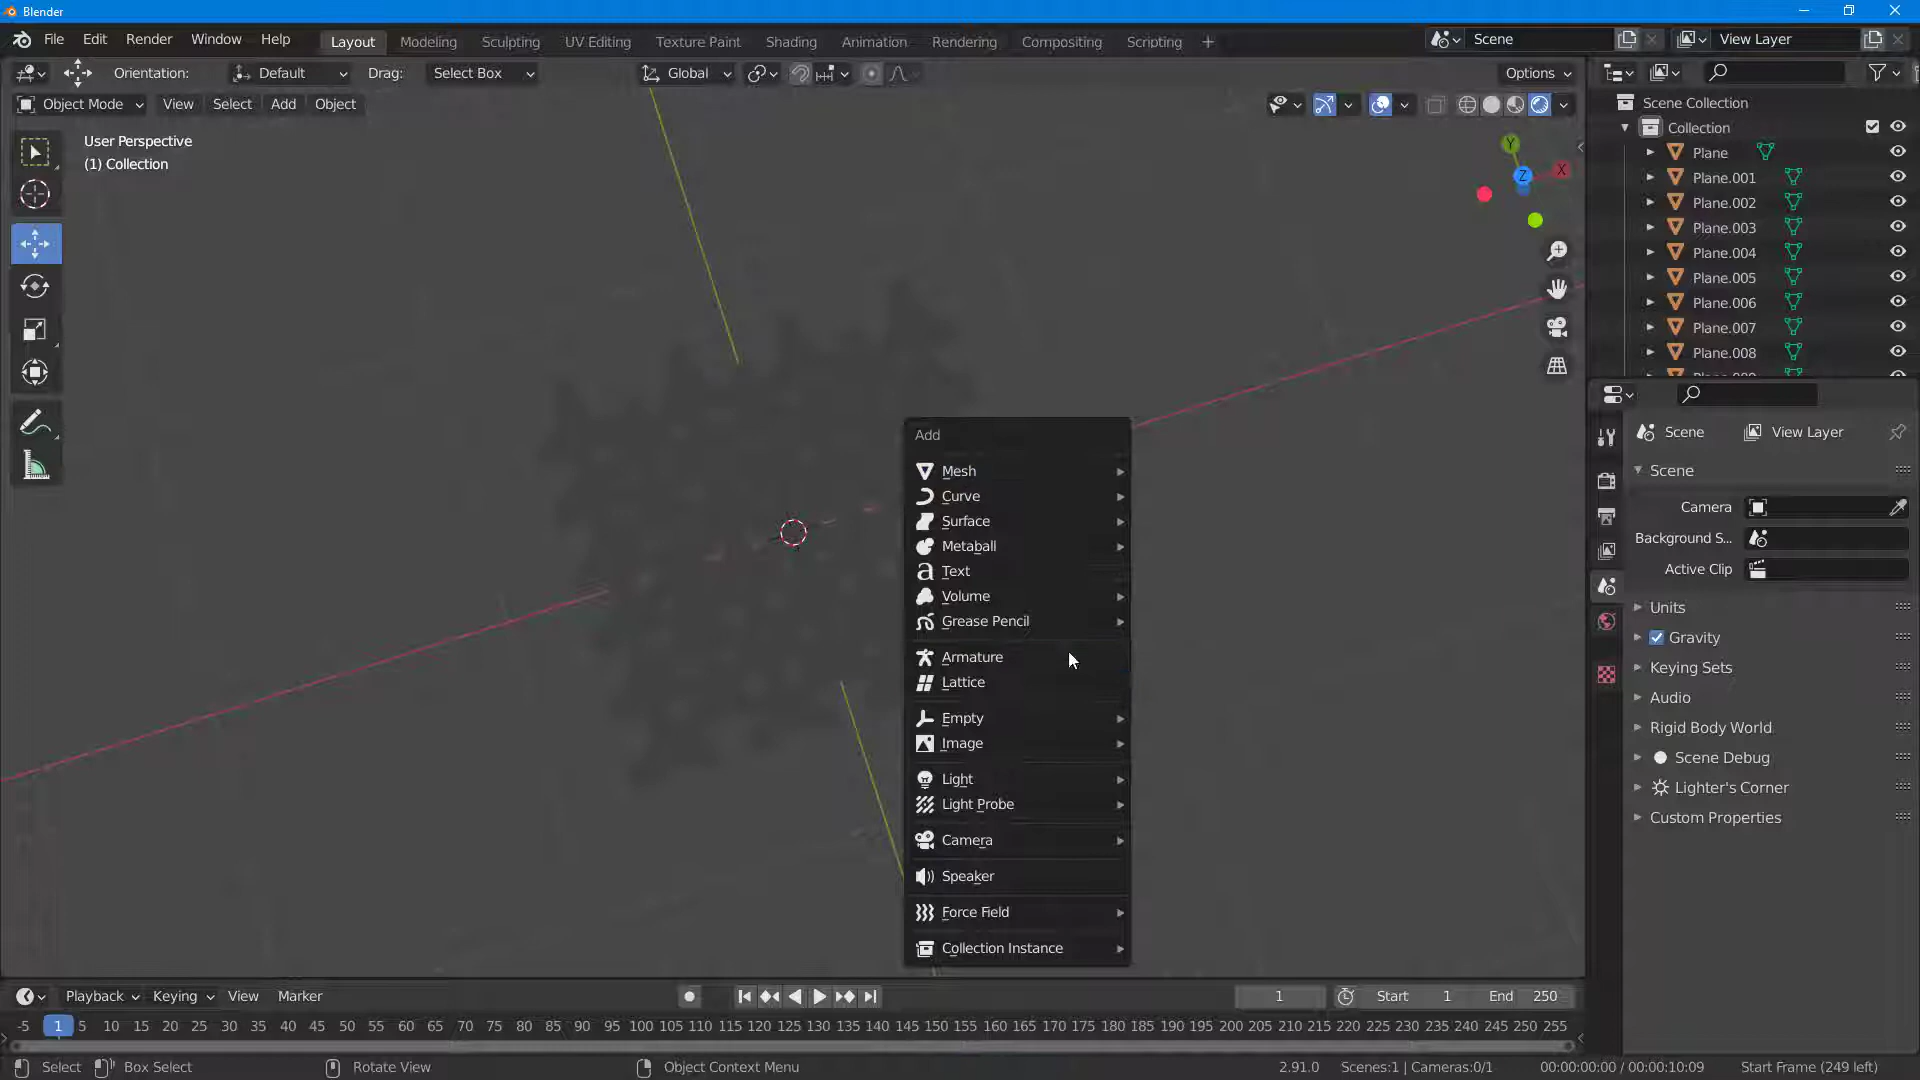 Blender
File Edit Render Window Help Layout Modeling Sculpting UV Editing Texture Paint Shading Animation Rendering Compositing Scripting + Scene View Layer
Orientation: Default Drag: Select Box Global Options
Object Mode View Select Add Object
User Perspective
(1) Collection
Y
X
Z
Scene Collection
Collection
Plane
Plane.001
Plane.002
Plane.003
Plane.004
Plane.005
Plane.006
Plane.007
Plane.008
Add
Mesh
Curve
Surface
Metaball
Text
Volume
Grease Pencil
Armature
Lattice
Empty
Image
Light
Light Probe
Camera
Speaker
Force Field
Collection Instance
Scene View Layer
Scene
Camera
Background S...
Active Clip
Units
Gravity
Keying Sets
Audio
Rigid Body World
Scene Debug
Lighter's Corner
Custom Properties
Playback Keying View Marker 1 Start 1 End 250
-5 1 5 10 15 20 25 30 35 40 45 50 55 60 65 70 75 80 85 90 95 100 105 110 115 120 125 130 135 140 145 150 155 160 165 170 175 180 185 190 195 200 205 210 215 220 225 230 235 240 245 250 255
Select Box Select Rotate View Object Context Menu 2.91.0 Scenes:1 | Cameras:0/1 00:00:00:00 / 00:00:10:09 Start Frame (249 left)